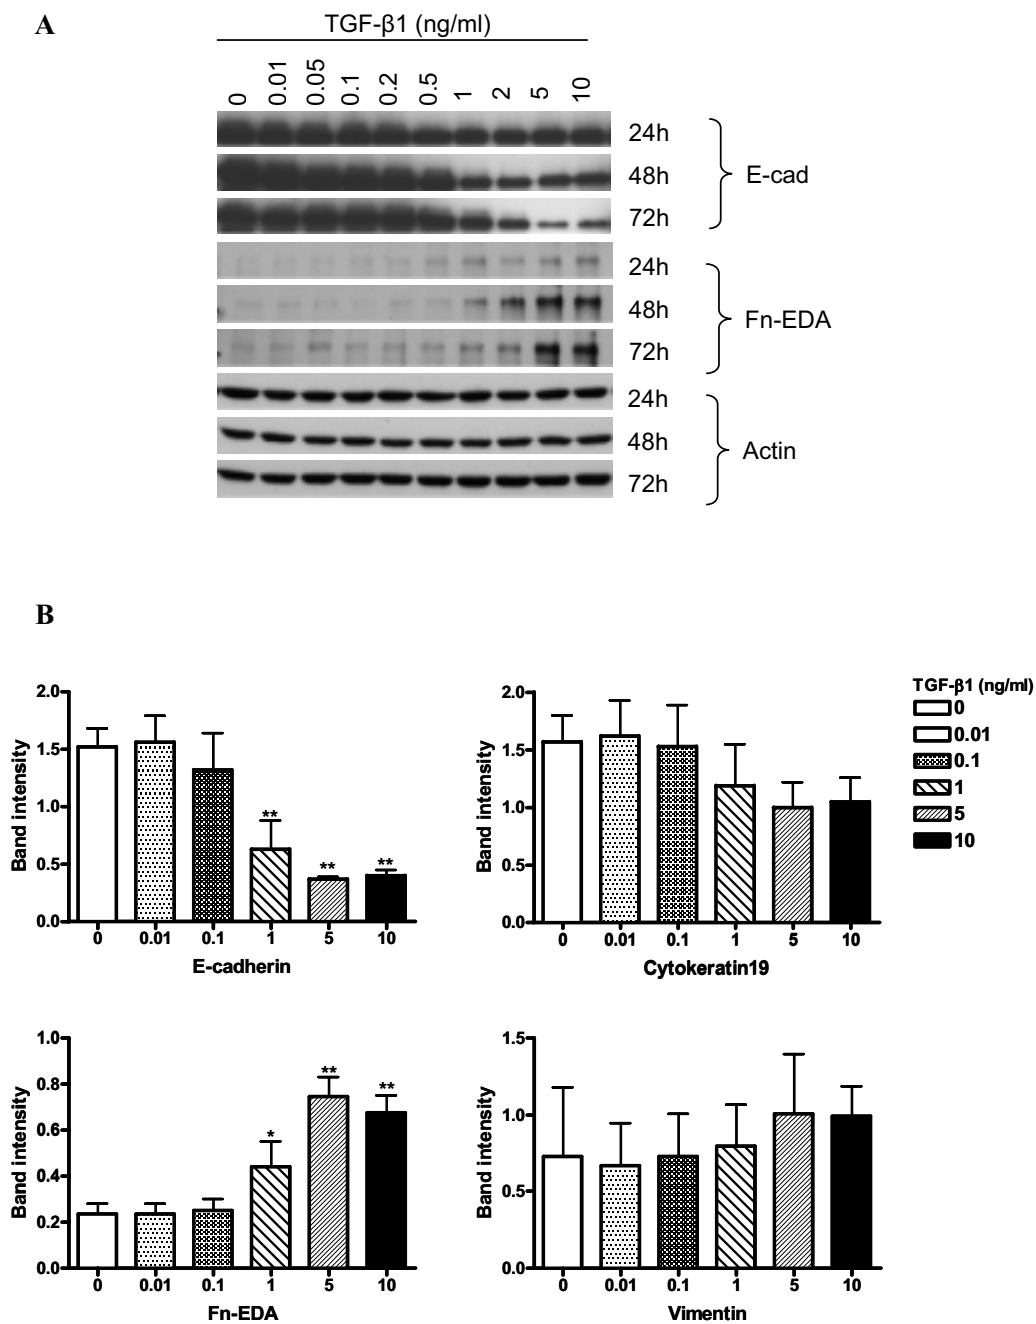 A
TGF-β1 (ng/ml)
0 0.01 0.05 0.1 0.2 0.5 1 2 5 10
24h
48h
72h
E-cad
24h
48h
72h
Fn-EDA
24h
48h
72h
Actin
B
2.0
1.5
1.0
0.5
0.0
Band intensity
** ** **
0 0.01 0.1 1 5 10
E-cadherin
2.0
1.5
1.0
0.5
0.0
Band intensity
0 0.01 0.1 1 5 10
Cytokeratin19
TGF-β1 (ng/ml)
0
0.01
0.1
1
5
10
1.0
0.8
0.6
0.4
0.2
0.0
Band intensity
* ** **
0 0.01 0.1 1 5 10
Fn-EDA
1.5
1.0
0.5
0.0
Band intensity
0 0.01 0.1 1 5 10
Vimentin